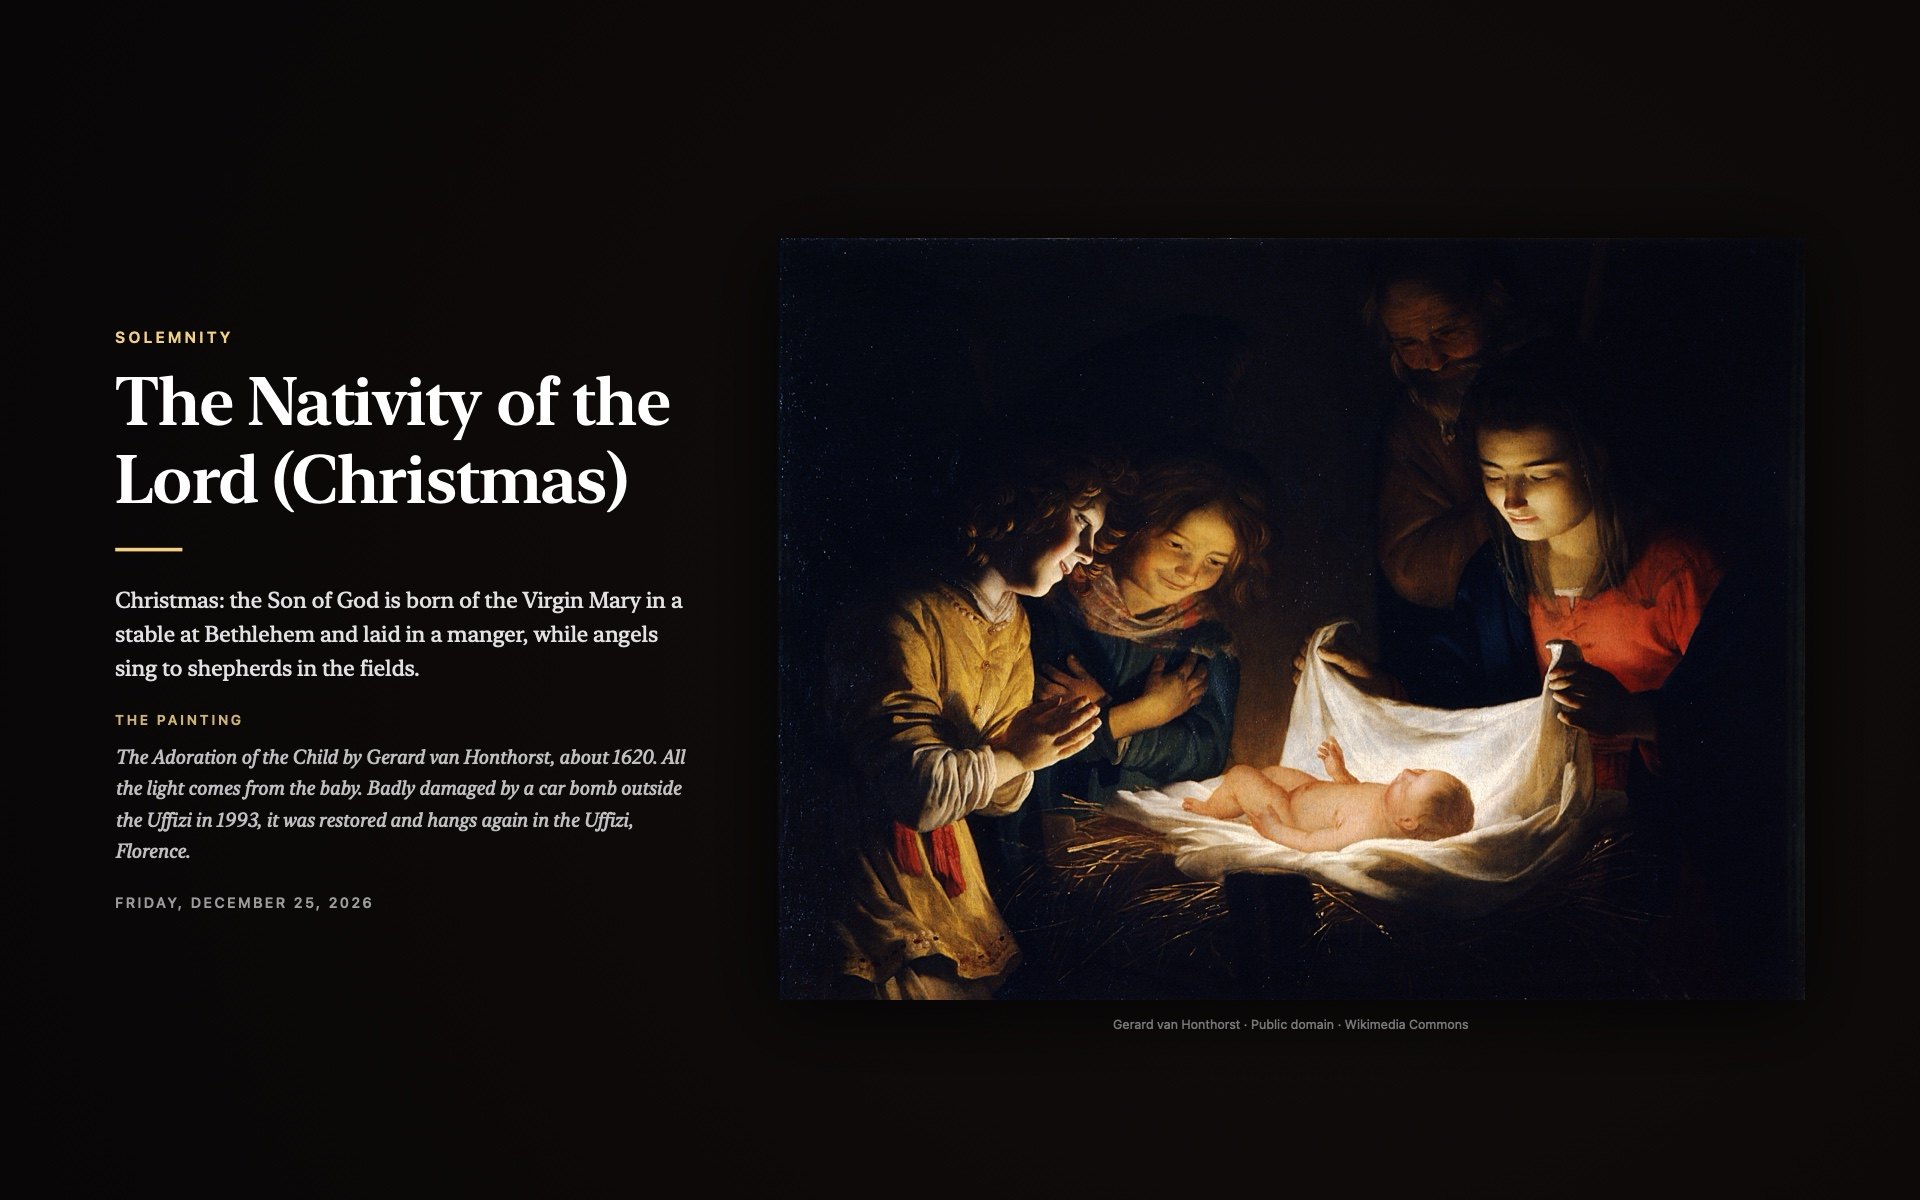 SOLEMNITY
The Nativity of the
Lord (Christmas)
Christmas: the Son of God is born of the Virgin Mary in a
stable at Bethlehem and laid in a manger, while angels
sing to shepherds in the fields.
THE PAINTING
The Adoration of the Child by Gerard van Honthorst, about 1620. All
the light comes from the baby. Badly damaged by a car bomb outside
the Uffizi in 1993, it was restored and hangs again in the Uffizi,
Florence.
FRIDAY, DECEMBER 25, 2026
Gerard van Honthorst · Public domain · Wikimedia Commons